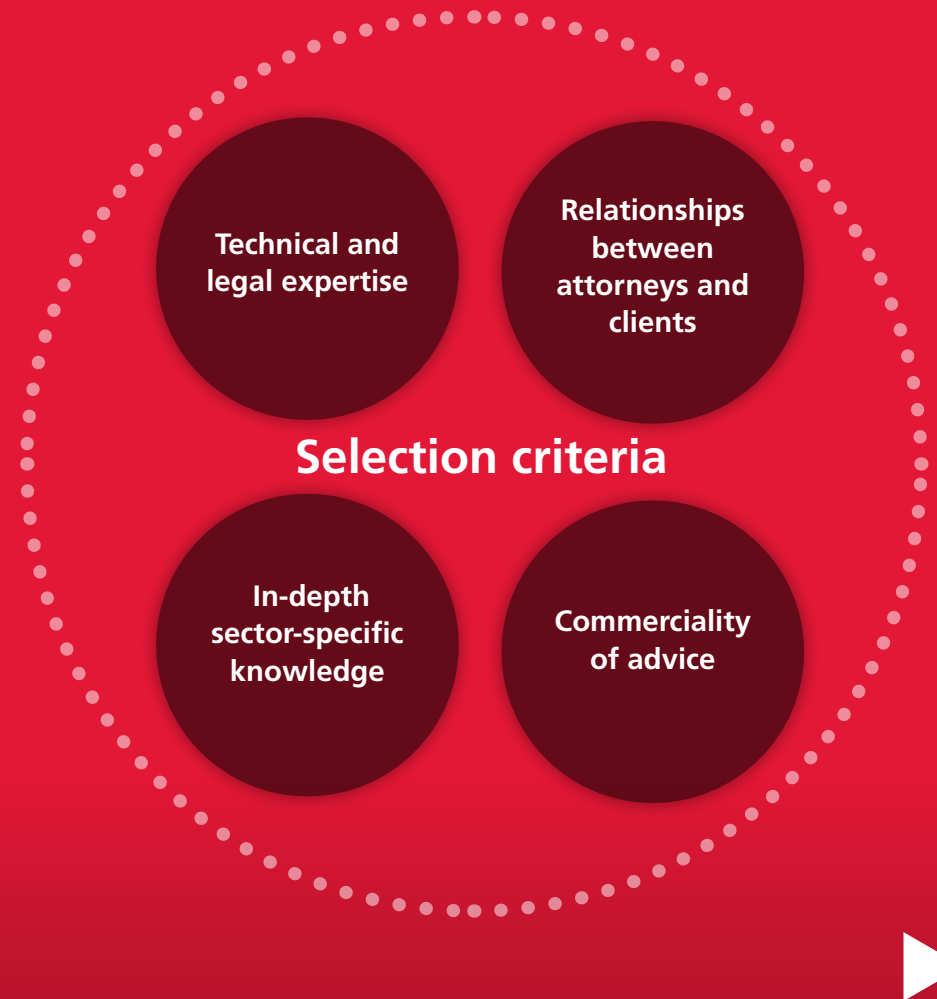 Technical and
legal expertise
Relationships
between
attorneys and
clients
Selection criteria
In-depth
sector-specific
knowledge
Commerciality
of advice